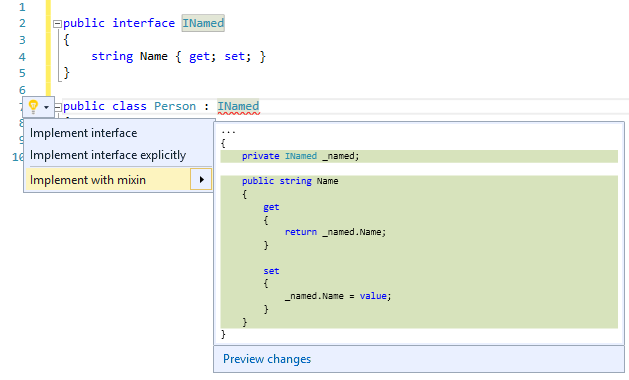 1
2 public interface INamed
3 {
4 string Name { get; set; }
5 }
6
7 public class Person : INamed
8
Implement interface
9
Implement interface explicitly
10
Implement with mixin
...
{
private INamed _named;
public string Name
{
get
{
return _named.Name;
}
set
{
_named.Name = value;
}
}
}
Preview changes